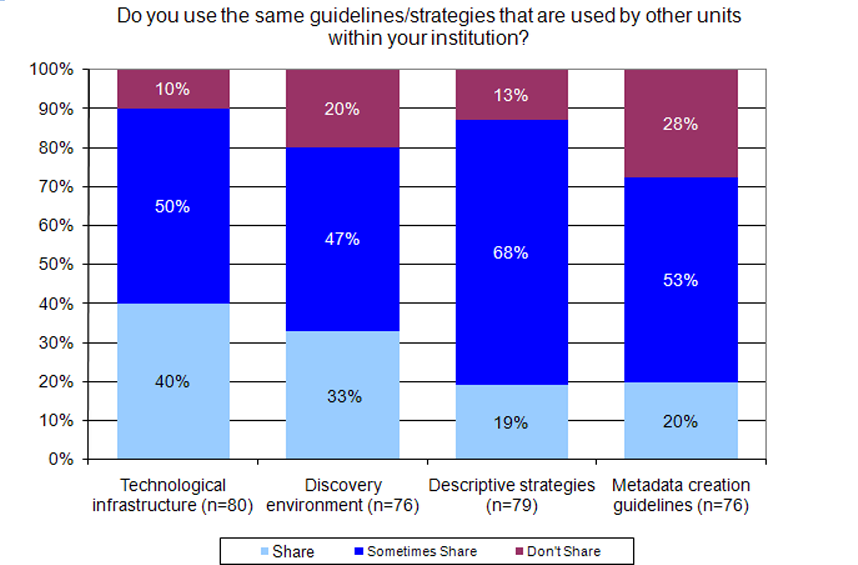 Do you use the same guidelines/strategies that are used by other units
within your institution?
100%
90%
80%
70%
60%
50%
40%
30%
20%
10%
0%
10%
50%
40%
20%
47%
33%
13%
68%
19%
28%
53%
20%
Technological
infrastructure (n=80)
Discovery
environment (n=76)
Descriptive strategies
(n=79)
Metadata creation
guidelines (n=76)
Share
Sometimes Share
Don't Share